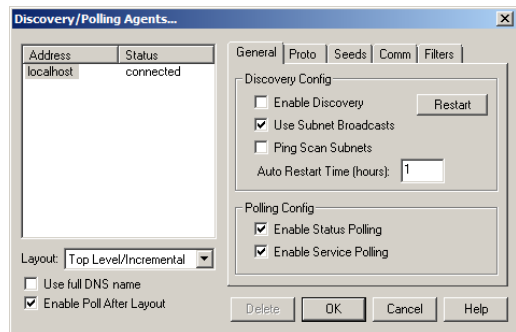 Discovery/Polling Agents...
Address Status
localhost connected
Layout: Top Level/Incremental
Use full DNS name
Enable Poll After Layout
General Proto Seeds Comm Filters
Discovery Config
Enable Discovery Restart
Use Subnet Broadcasts
Ping Scan Subnets
Auto Restart Time (hours): 1
Polling Config
Enable Status Polling
Enable Service Polling
Delete OK Cancel Help